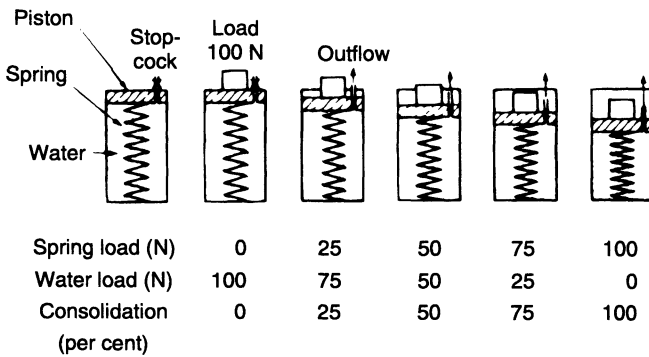 Piston
Stop-
cock
Load
100 N
Outflow
Spring
Water
Spring load (N) 0 25 50 75 100
Water load (N) 100 75 50 25 0
Consolidation 0 25 50 75 100
(per cent)